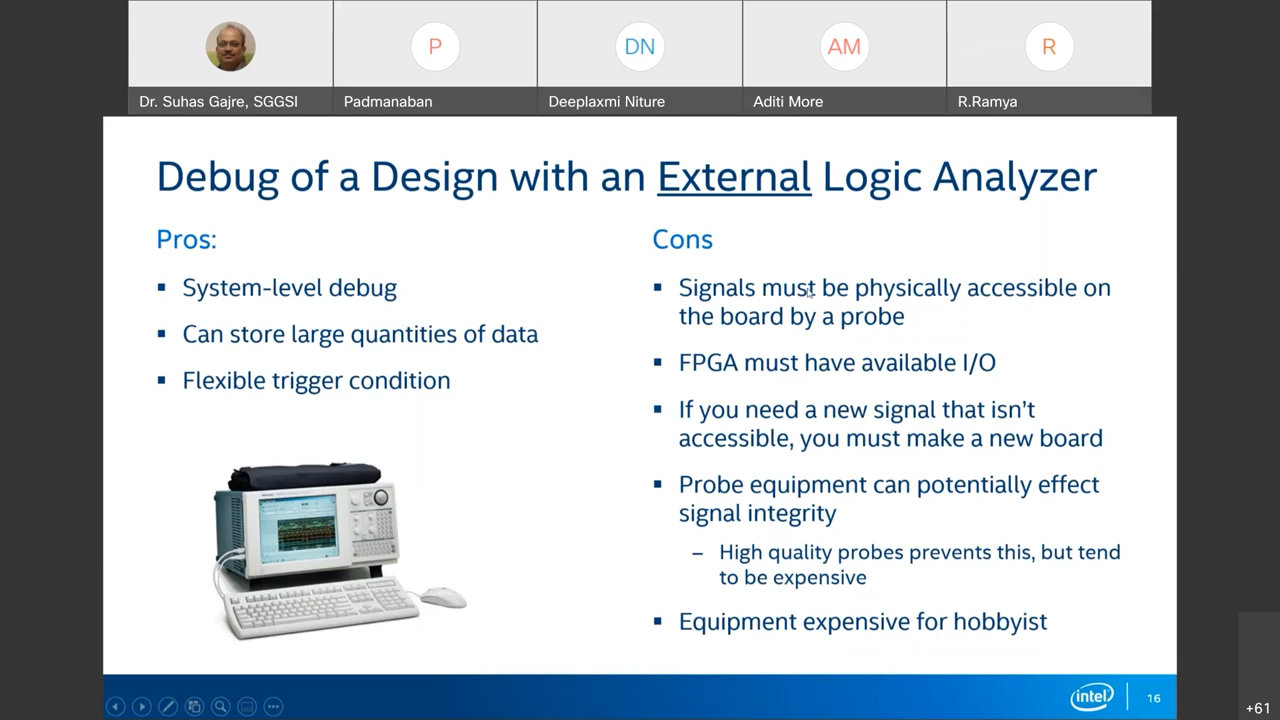 P
DN
AM
R
Dr. Suhas Gajre, SGGSI
Padmanaban
Deeplaxmi Niture
Aditi More
R.Ramya
Debug of a Design with an External Logic Analyzer
Pros:
▪ System-level debug
▪ Can store large quantities of data
▪ Flexible trigger condition
Cons
▪ Signals must be physically accessible on
the board by a probe
▪ FPGA must have available I/O
▪ If you need a new signal that isn't
accessible, you must make a new board
▪ Probe equipment can potentially effect
signal integrity
– High quality probes prevents this, but tend
to be expensive
▪ Equipment expensive for hobbyist
intel
16
+61